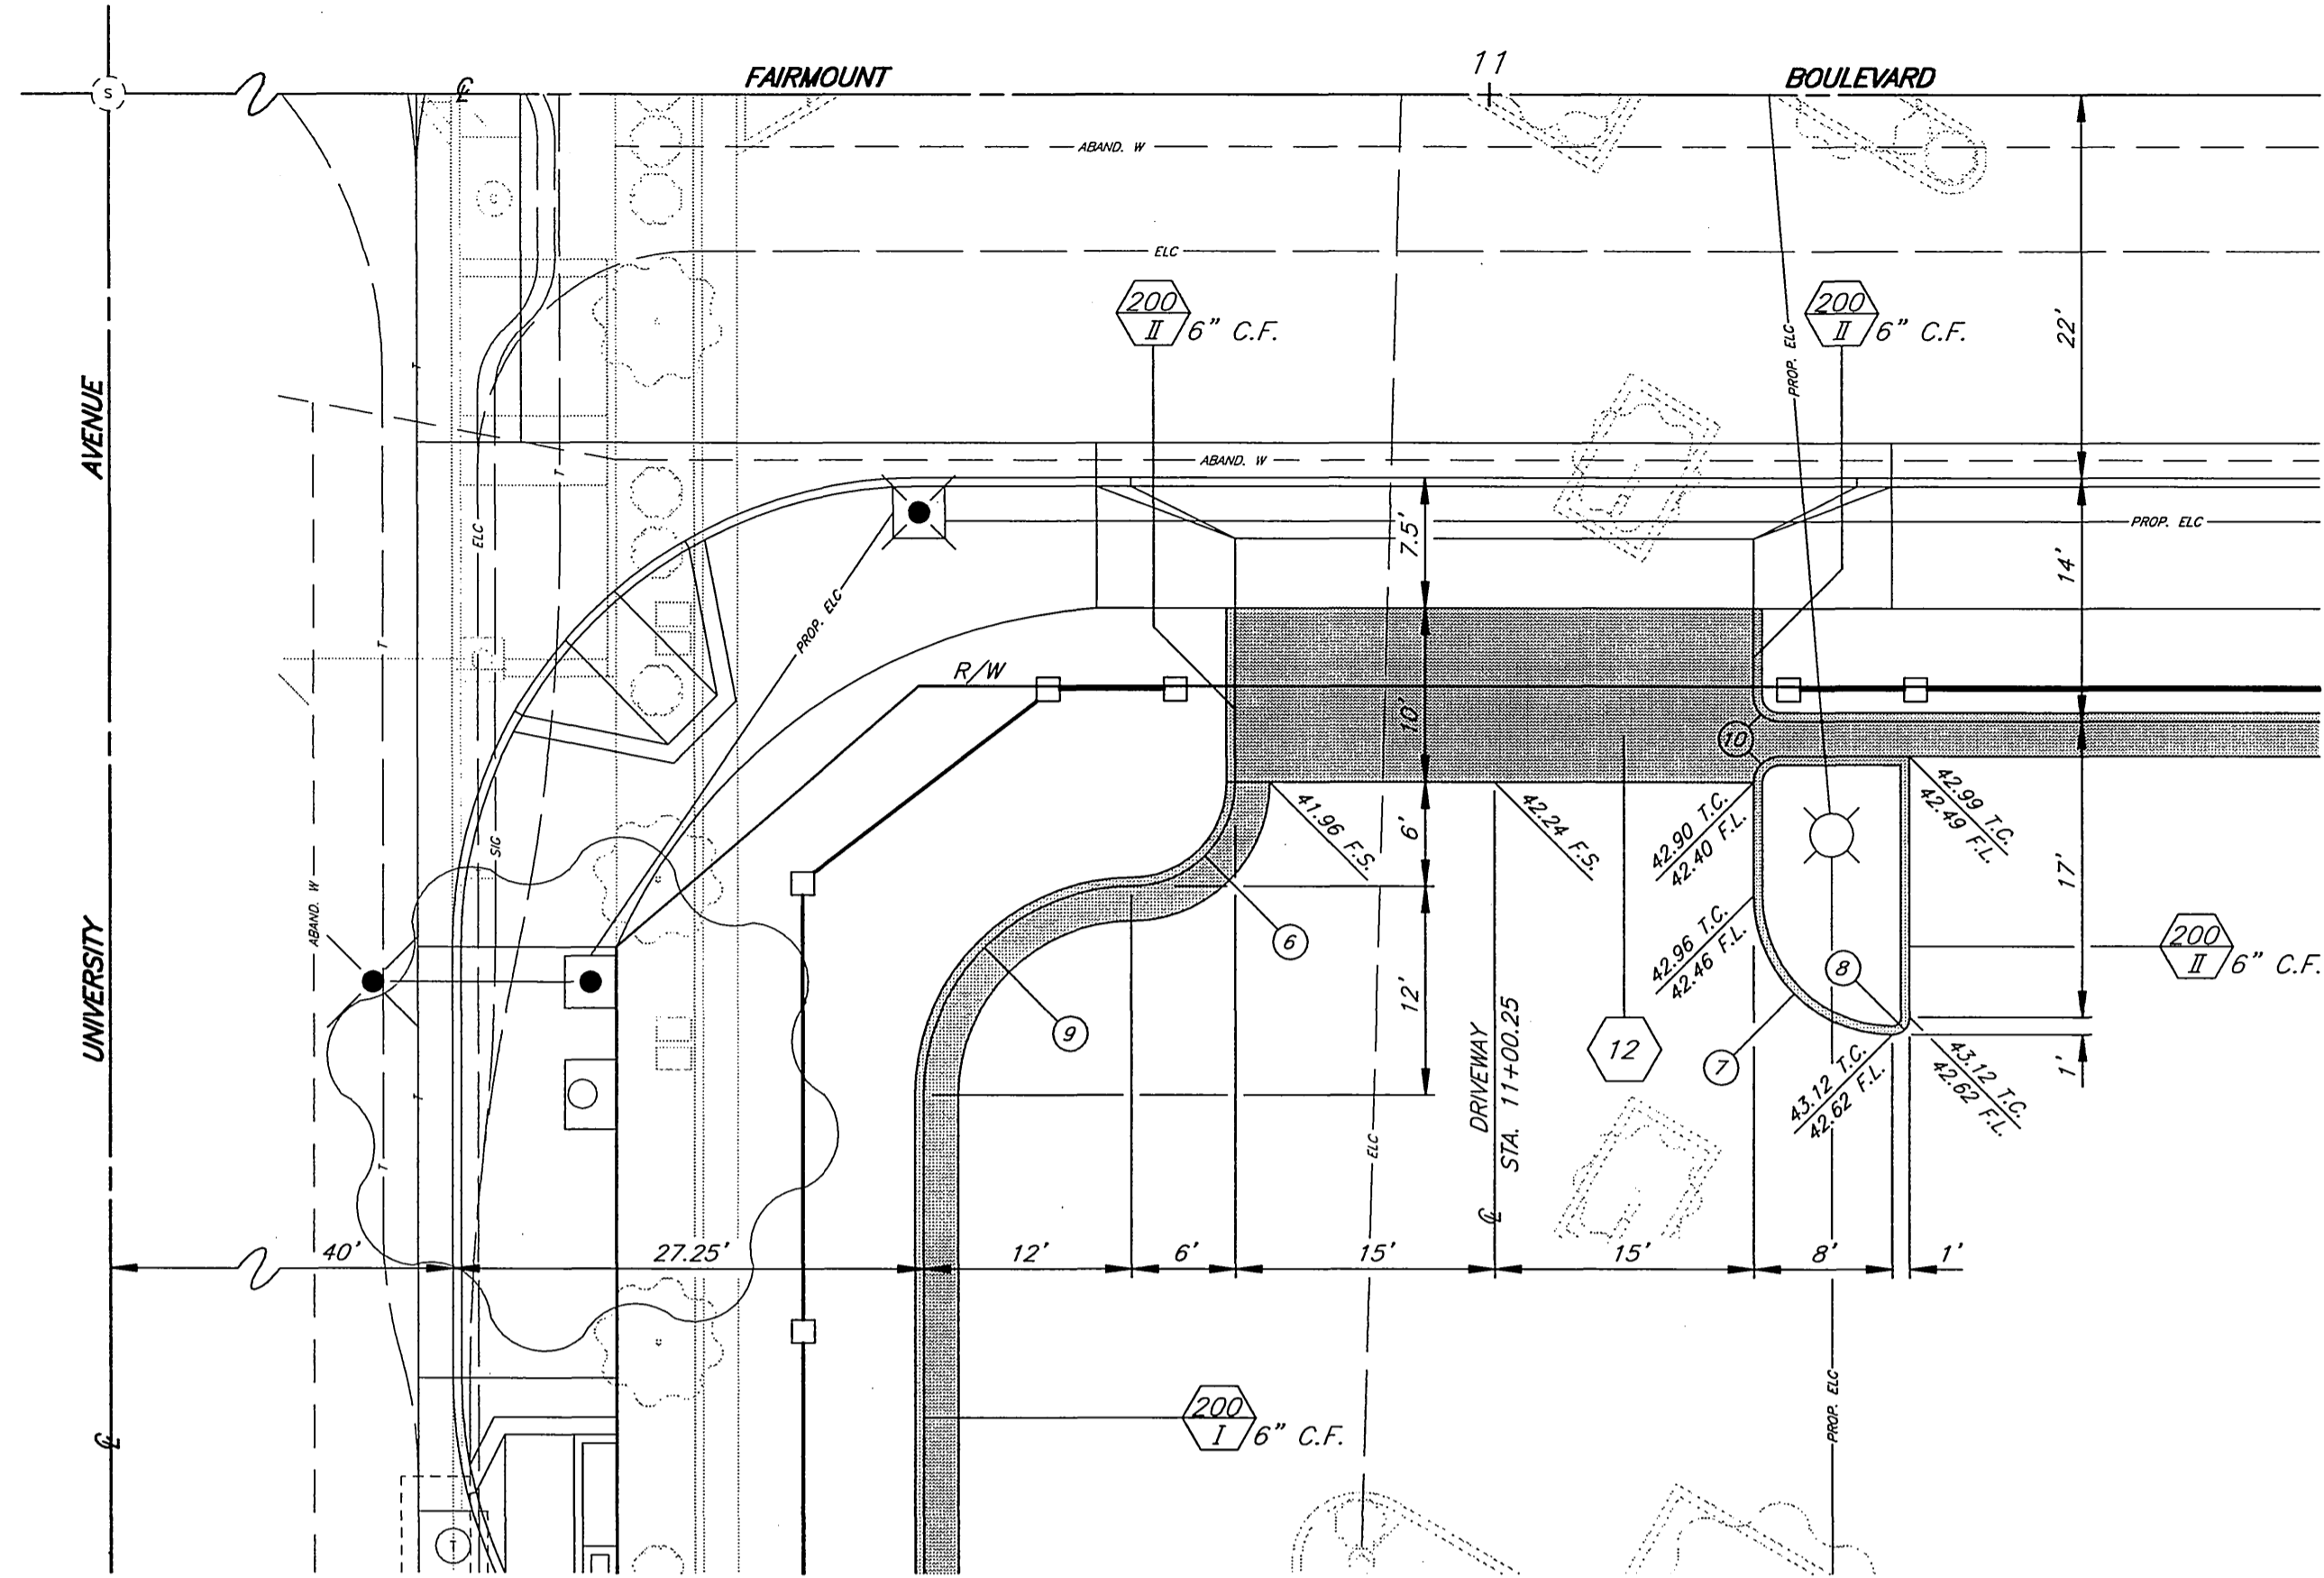 11
FAIRMOUNT
BOULEVARD
S
℄
ABAND. W
ELC
200
II
6" C.F.
200
II
6" C.F.
PROP. ELC
22'
AVENUE
T
T
ABAND. W
ELC
7.5'
PROP. ELC
14'
PROP. ELC
R/W
T
10'
10
SIG
ABAND. W
41.96 F.S.
42.24 F.S.
42.90 T.C.
42.40 F.L.
42.99 T.C.
42.49 F.L.
6'
17'
UNIVERSITY
6
42.96 T.C.
42.46 F.L.
8
200
II
6" C.F.
12'
9
12
7
43.12 T.C.
42.62 F.L.
43.12 T.C.
42.62 F.L.
1'
T
T
ELC
DRIVEWAY
STA. 11+00.25
℄
40'
27.25'
12'
6'
15'
15'
8'
1'
200
I
6" C.F.
PROP. ELC
℄
T